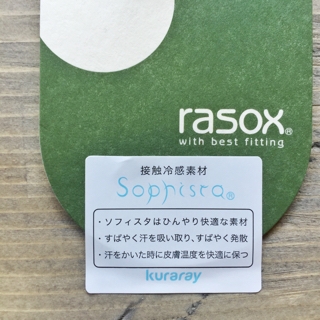 rasox®
with best fitting
接触冷感素材
Sophista®
・ソフィスタはひんやり快適な素材
・すばやく汗を吸い取り、すばやく発散
・汗をかいた時に皮膚温度を快適に保つ
kuraray